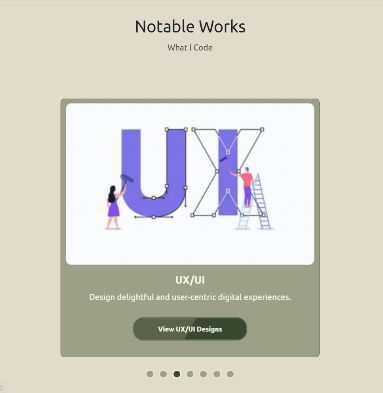 Notable Works
What I Code
UX
UX/UI
Design delightful and user-centric digital experiences.
View UX/UI Designs